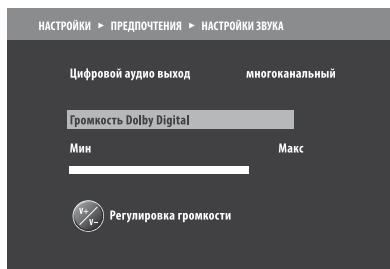 НАСТРОЙКИ ► ПРЕДПОЧТЕНИЯ ► НАСТРОЙКИ ЗВУКА
Цифровой аудио выход многоканальный
Громкость Dolby Digital
Мин Макс
V+/V– Регулировка громкости